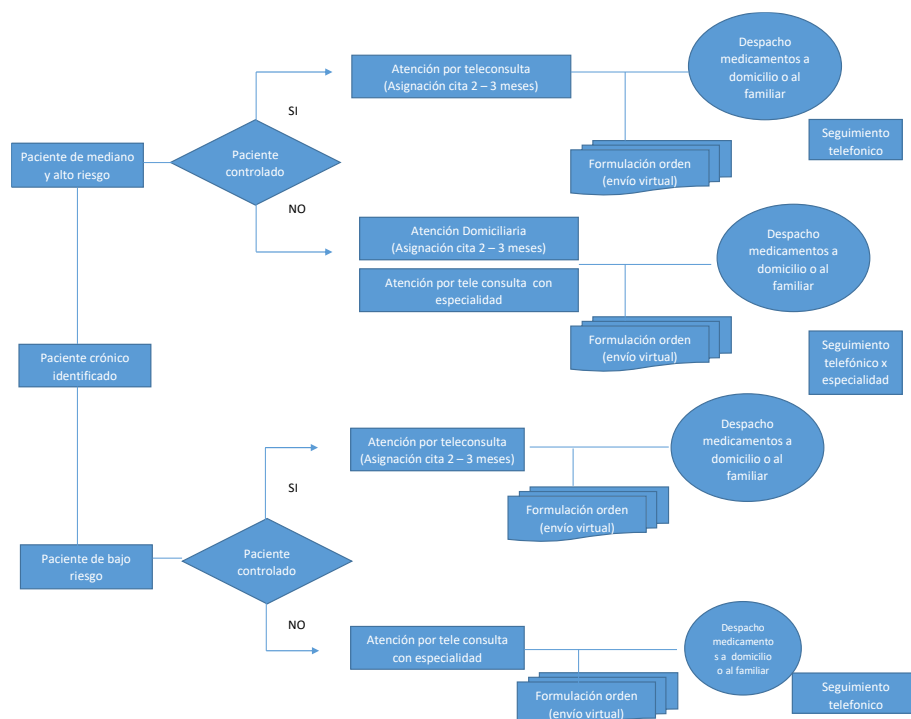 Despacho
medicamentos a
domicilio o al
familiar
Atención por teleconsulta
(Asignación cita 2 – 3 meses)
SI
Seguimiento
telefonico
Paciente de mediano
y alto riesgo
Paciente
controlado
Formulación orden
(envío virtual)
NO
Atención Domiciliaria
(Asignación cita 2 – 3 meses)
Despacho
medicamentos a
domicilio o al
familiar
Atención por tele consulta con
especialidad
Formulación orden
(envío virtual)
Paciente crónico
identificado
Seguimiento
telefónico x
especialidad
Atención por teleconsulta
(Asignación cita 2 – 3 meses)
Despacho
medicamentos a
domicilio o al
familiar
SI
Formulación orden
(envío virtual)
Paciente de bajo
riesgo
Paciente
controlado
NO
Atención por tele consulta
con especialidad
Despacho
medicamento
s a domicilio
o al familiar
Formulación orden
(envío virtual)
Seguimiento
telefonico